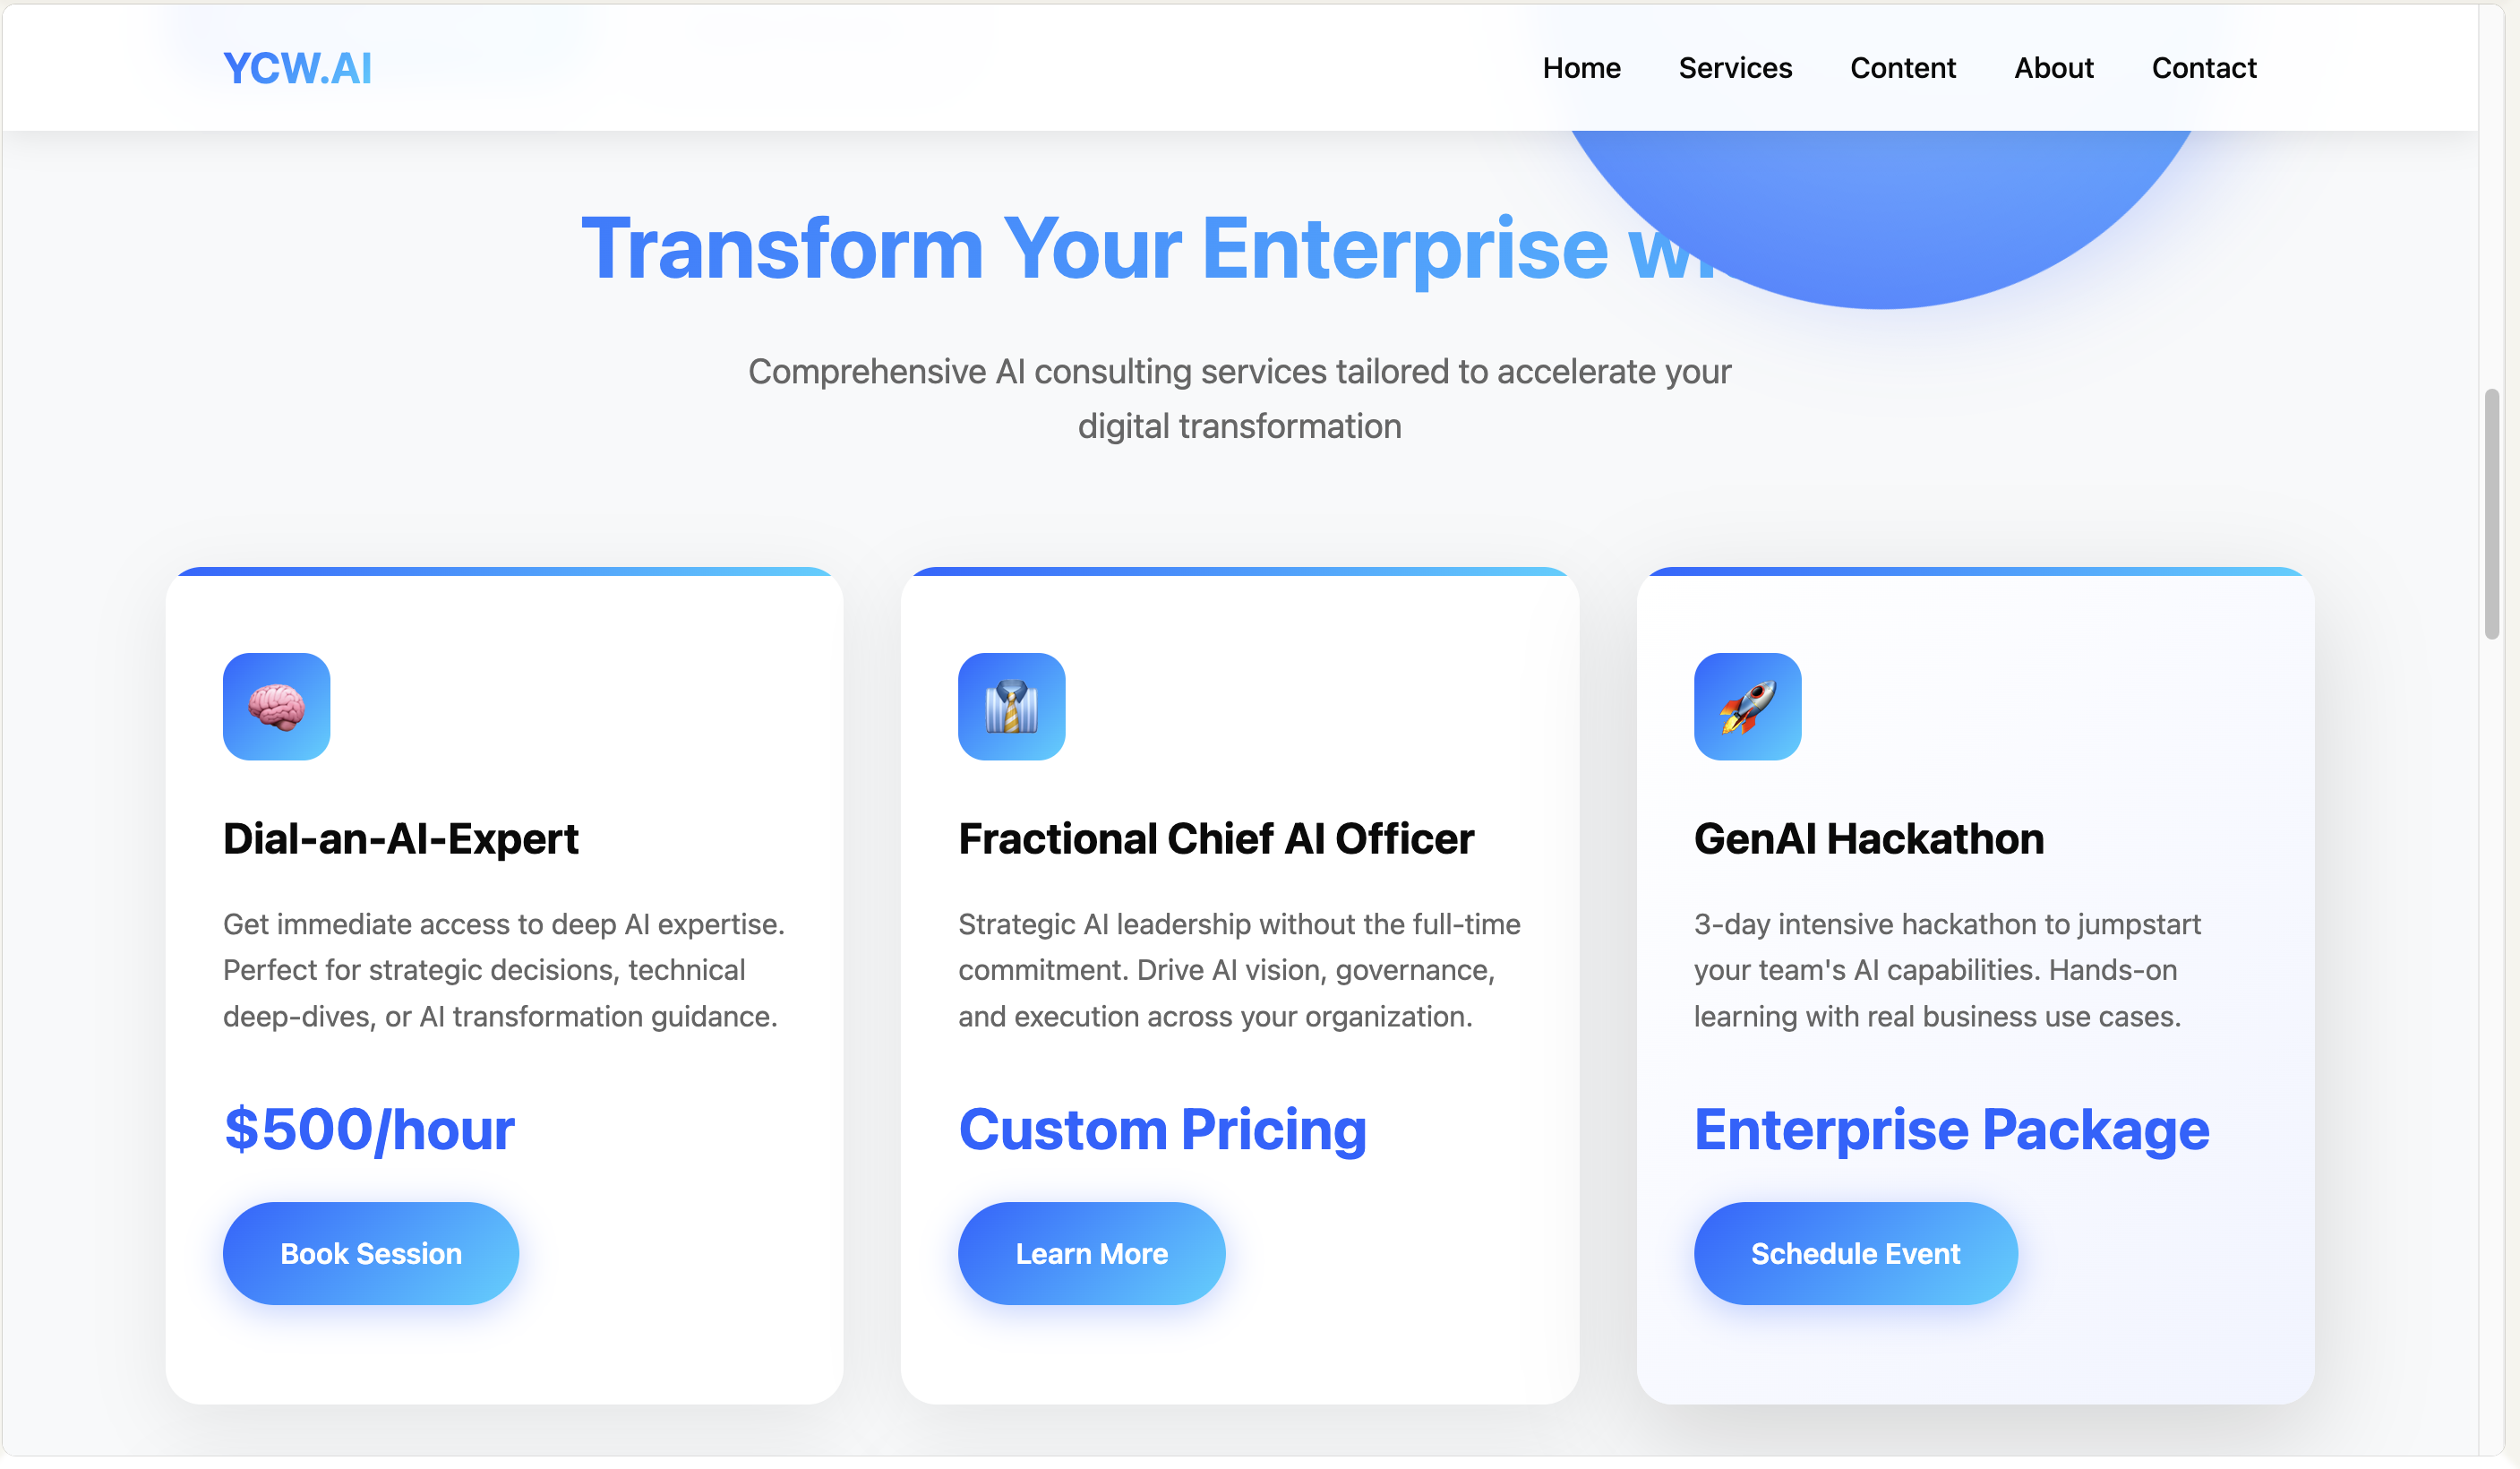 YCW.AI
Home Services Content About Contact
Transform Your Enterprise
Comprehensive AI consulting services tailored to accelerate your
digital transformation
Dial-an-AI-Expert
Get immediate access to deep AI expertise.
Perfect for strategic decisions, technical
deep-dives, or AI transformation guidance.
$500/hour
Book Session
Fractional Chief AI Officer
Strategic AI leadership without the full-time
commitment. Drive AI vision, governance,
and execution across your organization.
Custom Pricing
Learn More
GenAI Hackathon
3-day intensive hackathon to jumpstart
your team's AI capabilities. Hands-on
learning with real business use cases.
Enterprise Package
Schedule Event